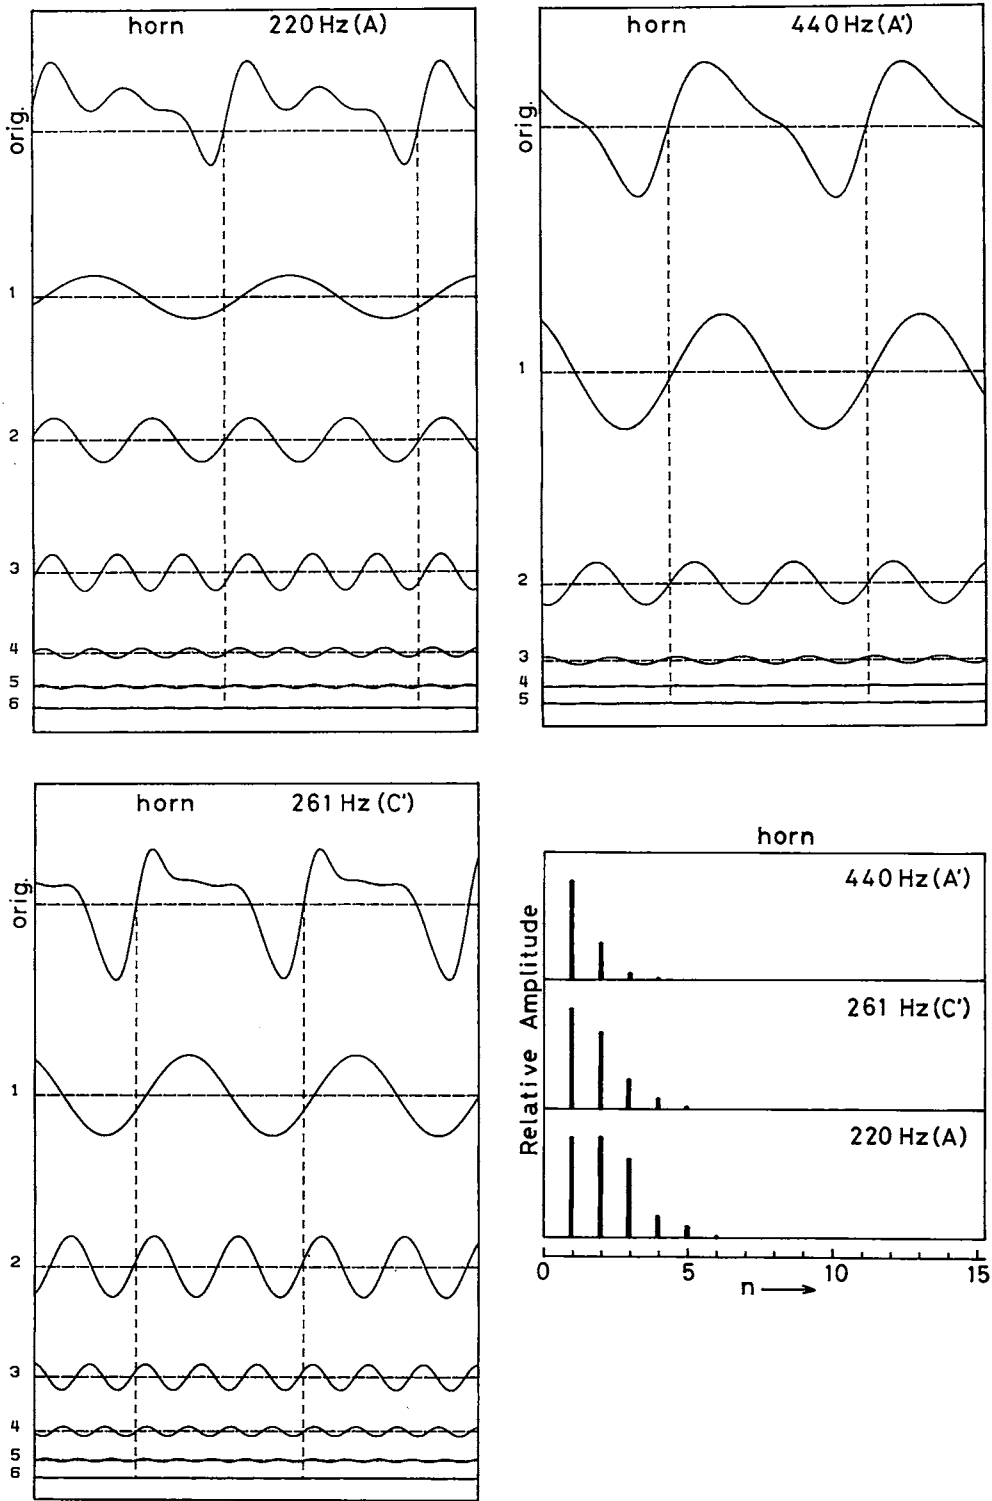 horn 220 Hz (A)
orig.
1
2
3
4
5
6
horn 440 Hz (A')
orig.
1
2
3
4
5
horn 261 Hz (C')
orig.
1
2
3
4
5
6
horn
Relative Amplitude
440 Hz (A')
261 Hz (C')
220 Hz (A)
0 5 10 15
n →